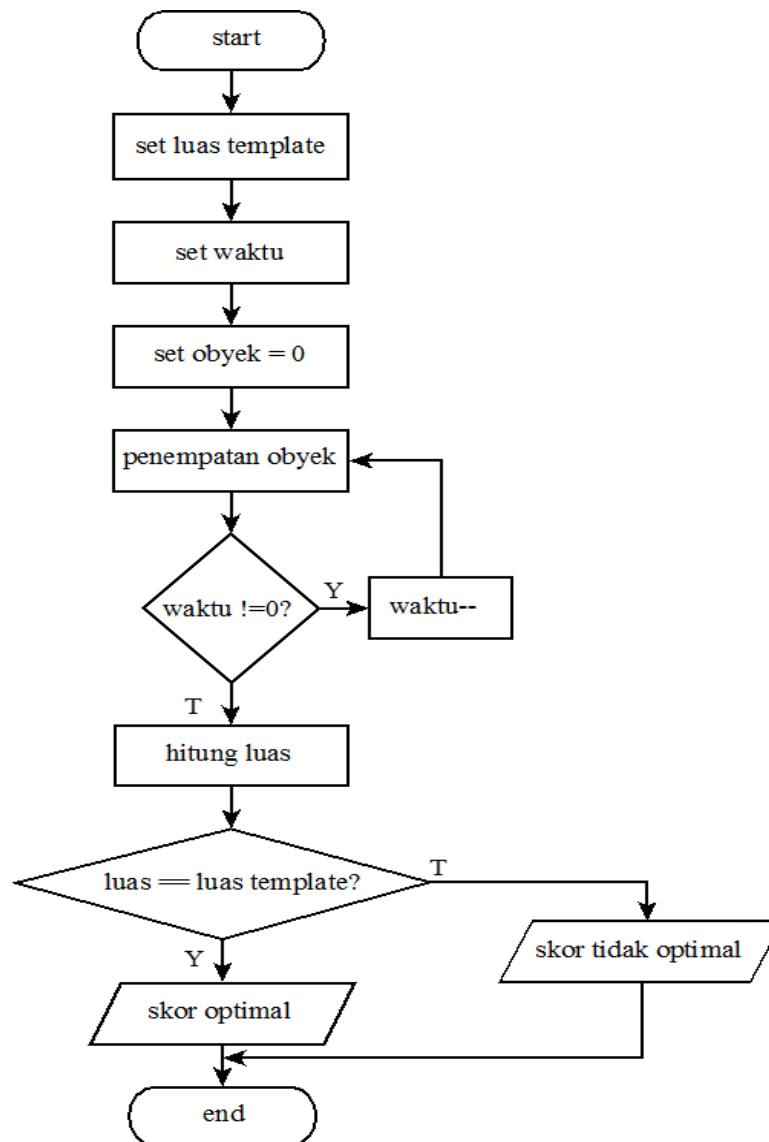 start
set luas template
set waktu
set obyek = 0
penempatan obyek
waktu !=0?
Y
waktu--
T
hitung luas
luas == luas template?
T
skor tidak optimal
Y
skor optimal
end